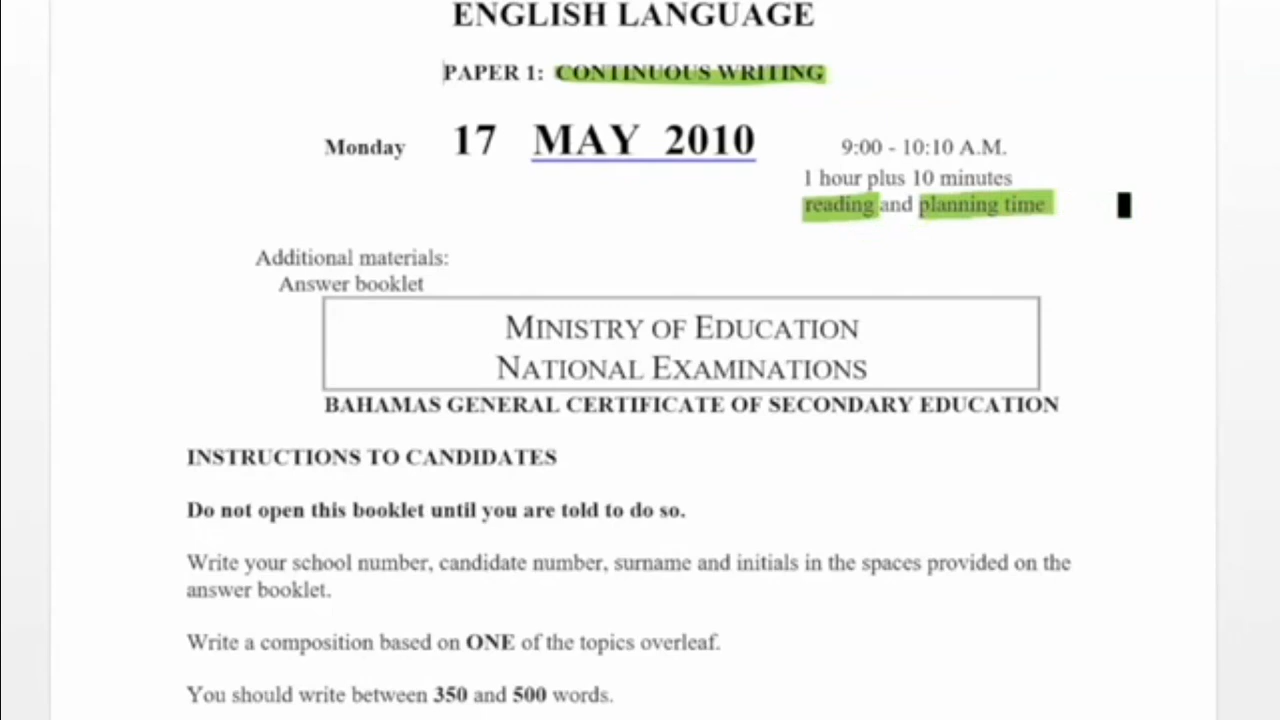 ENGLISH LANGUAGE
PAPER 1: CONTINUOUS WRITING
Monday 17 MAY 2010 9:00 - 10:10 A.M.
1 hour plus 10 minutes
reading and planning time
Additional materials:
Answer booklet
MINISTRY OF EDUCATION
NATIONAL EXAMINATIONS
BAHAMAS GENERAL CERTIFICATE OF SECONDARY EDUCATION
INSTRUCTIONS TO CANDIDATES
Do not open this booklet until you are told to do so.
Write your school number, candidate number, surname and initials in the spaces provided on the
answer booklet.
Write a composition based on ONE of the topics overleaf.
You should write between 350 and 500 words.